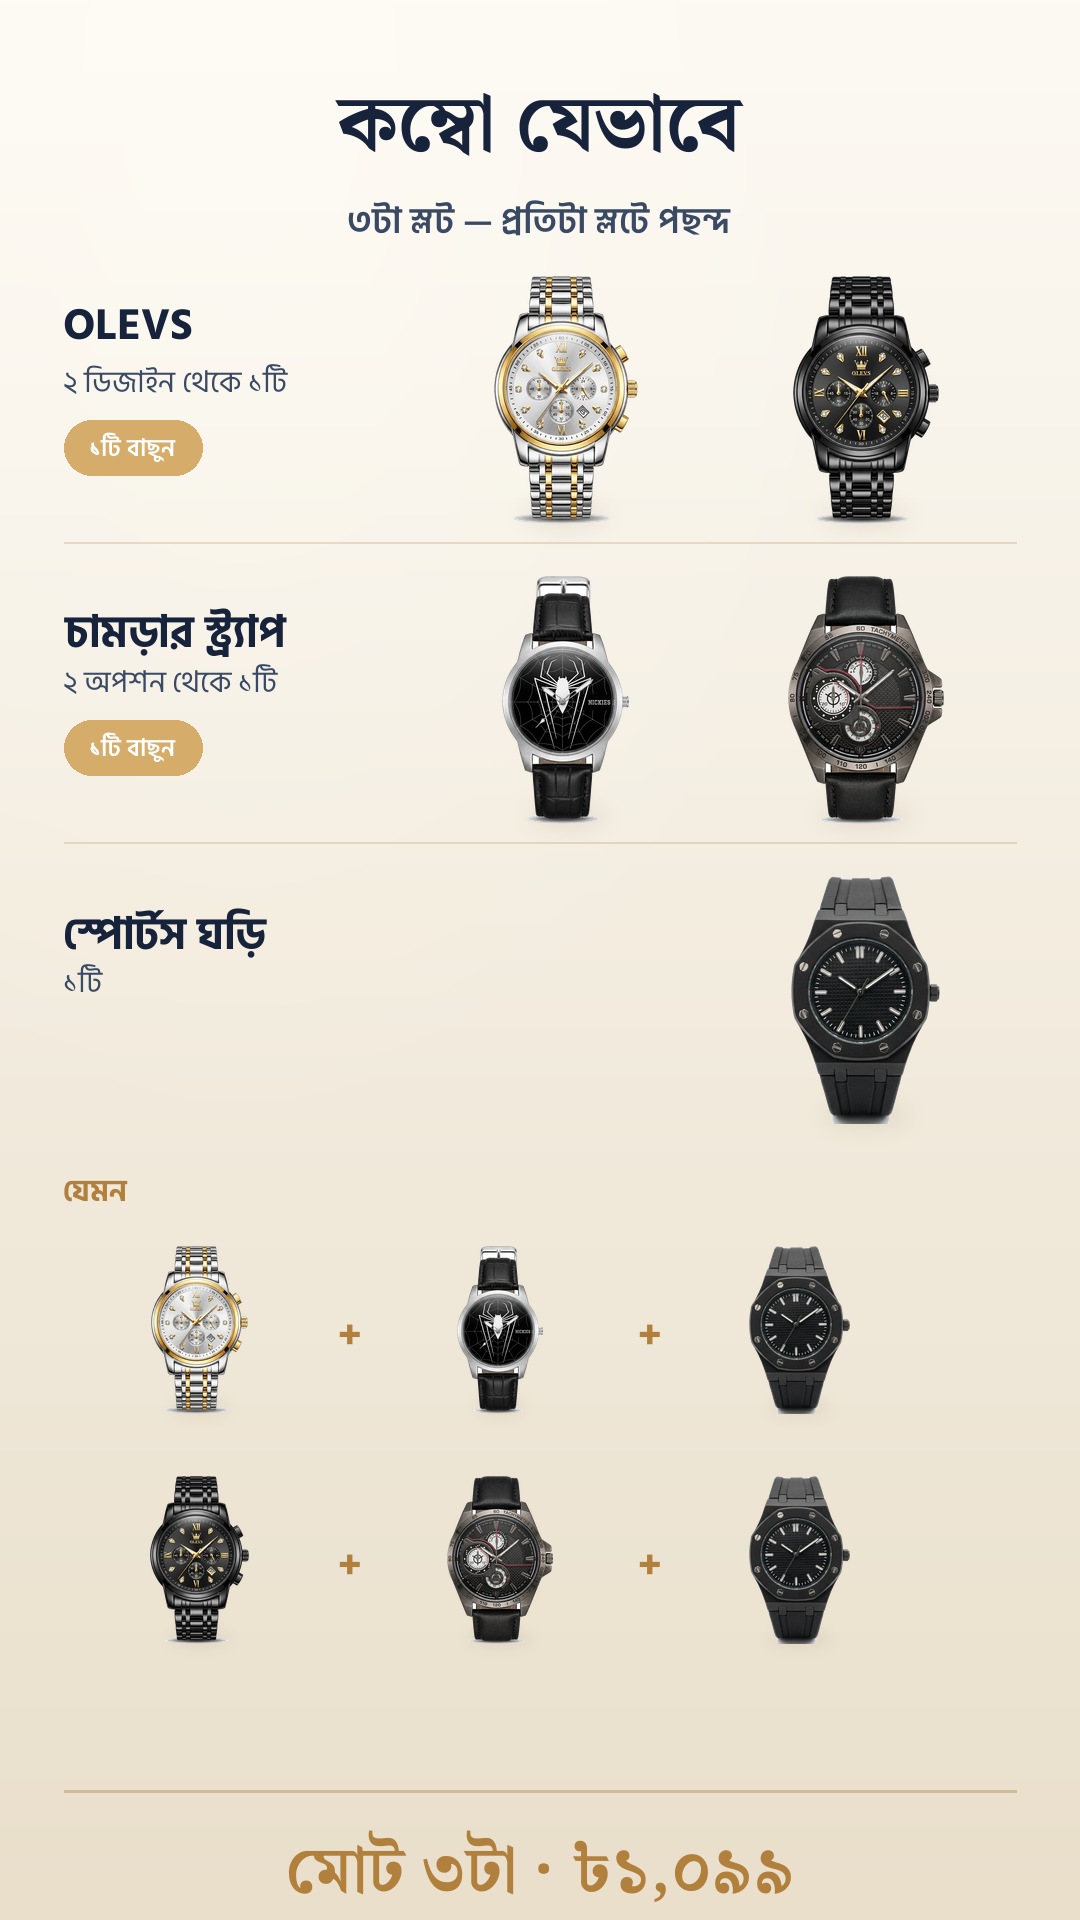 কম্বো যেভাবে
৩টা স্লট — প্রতিটা স্লটে পছন্দ
OLEVS
২ ডিজাইন থেকে ১টি
১টি বাছুন
চামড়ার স্ট্র্যাপ
২ অপশন থেকে ১টি
১টি বাছুন
NICKIES
স্পোর্টস ঘড়ি
১টি
যেমন
মোট ৩টা · ৳১,০৯৯